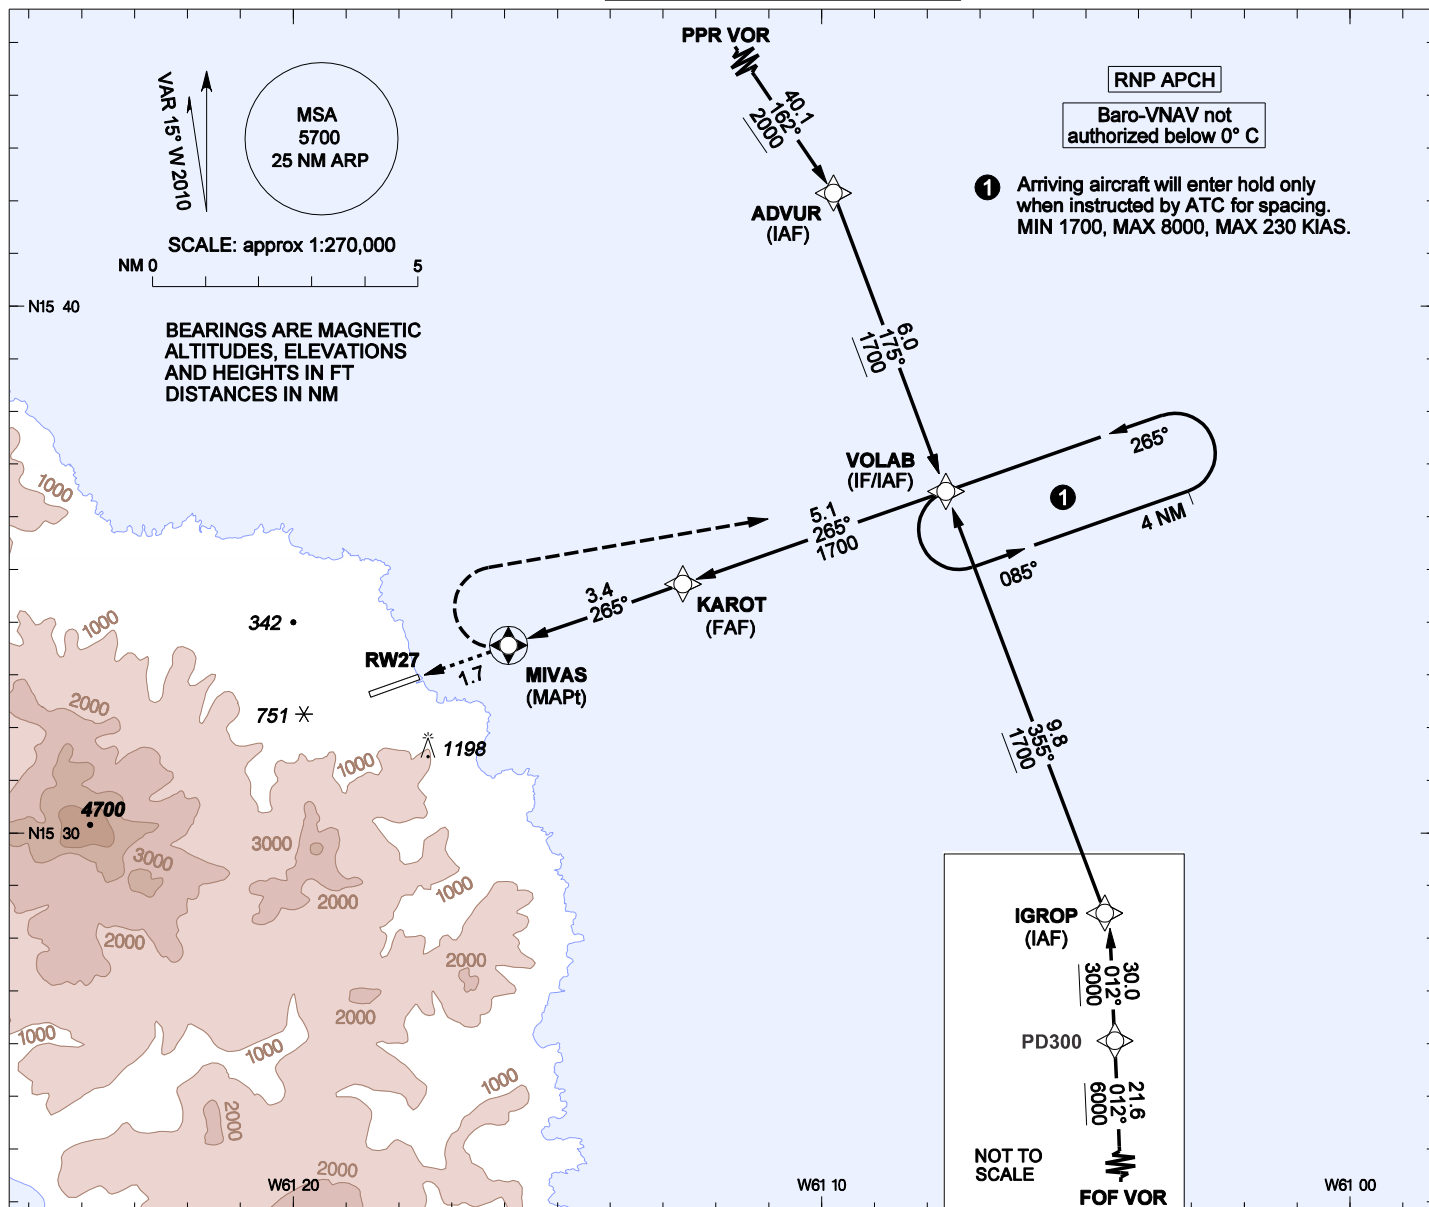 PPR VOR
40.1
162°
2000
VAR 15° W 2010
MSA
5700
25 NM ARP
SCALE: approx 1:270,000
NM 0
5
RNP APCH
Baro-VNAV not
authorized below 0° C
1 Arriving aircraft will enter hold only
when instructed by ATC for spacing.
MIN 1700, MAX 8000, MAX 230 KIAS.
ADVUR
(IAF)
N15 40
BEARINGS ARE MAGNETIC
ALTITUDES, ELEVATIONS
AND HEIGHTS IN FT
DISTANCES IN NM
6.0
175°
1700
265°
VOLAB
(IF/IAF)
1
4 NM
085°
5.1
265°
1700
KAROT
(FAF)
3.4
265°
MIVAS
(MAPt)
1.7
RW27
1000
342
1000
2000
751
1198
1000
9.8
355°
1700
4700
N15 30
3000
3000
2000
1000
2000
2000
IGROP
(IAF)
30.0
012°
3000
PD300
21.6
012°
6000
NOT TO
SCALE
FOF VOR
1000
2000
1000
1000
2000
2000
W61 20
W61 10
W61 00